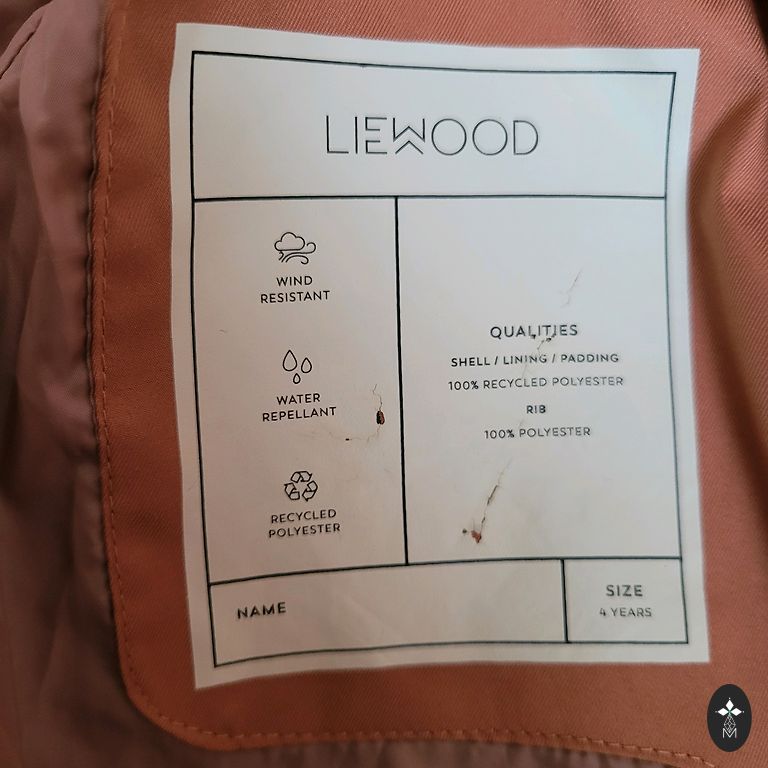 LIEWOOD
WIND
RESISTANT
WATER
REPELLANT
RECYCLED
POLYESTER
QUALITIES
SHELL / LINING / PADDING
100% RECYCLED POLYESTER
RIB
100% POLYESTER
NAME
SIZE
4 YEARS
M